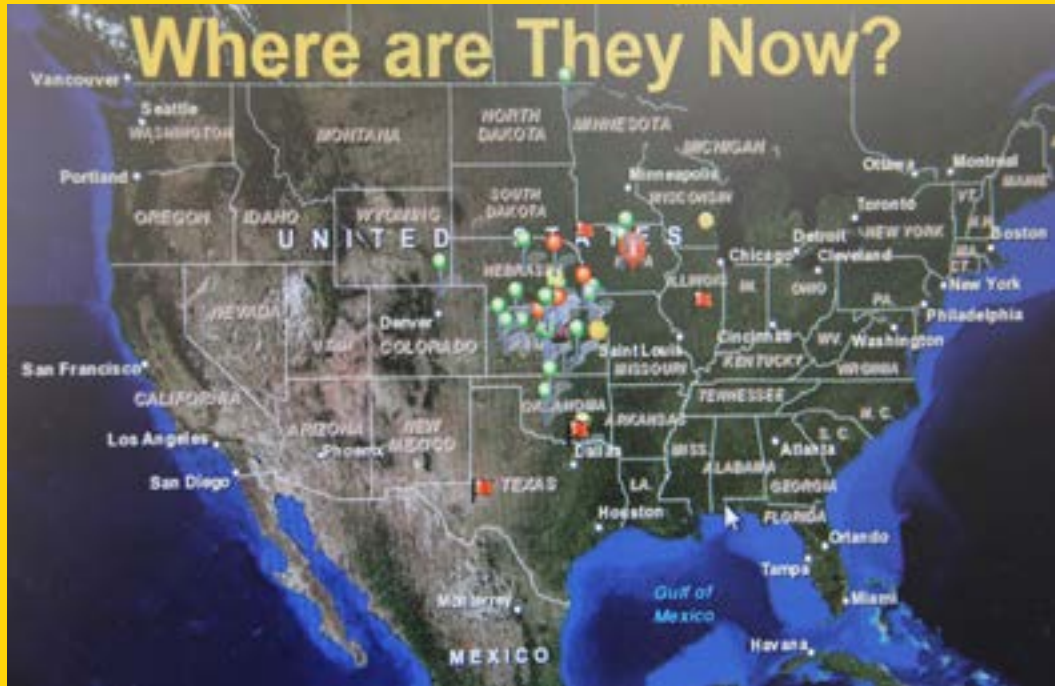 Where are They Now?
Vancouver
Seattle
WASHINGTON
MONTANA
NORTH
DAKOTA
MINNESOTA
MICHIGAN
Ottawa
Montreal
MAINE
Portland
Minneapolis
OREGON
IDAHO
WYOMING
SOUTH
DAKOTA
WISCONSIN
VT.
N.H.
Toronto
NEW YORK
Boston
MA.
CT.
UNITED STATES
Detroit
Chicago
Cleveland
New York
NEBRASKA
ILLINOIS
IN.
OHIO
PA.
Philadelphia
NEVADA
UTAH
Denver
COLORADO
Cincinnati
WV.
Washington
Saint Louis
MISSOURI
KENTUCKY
VIRGINIA
San Francisco
CALIFORNIA
OKLAHOMA
TENNESSEE
ARKANSAS
N. C.
Los Angeles
ARIZONA
Phoenix
NEW
MEXICO
Dallas
MISS.
ALABAMA
Atlanta
S. C.
GEORGIA
San Diego
TEXAS
LA.
Houston
FLORIDA
Orlando
Tampa
Gulf of
Mexico
Miami
Monterrey
MEXICO
Havana